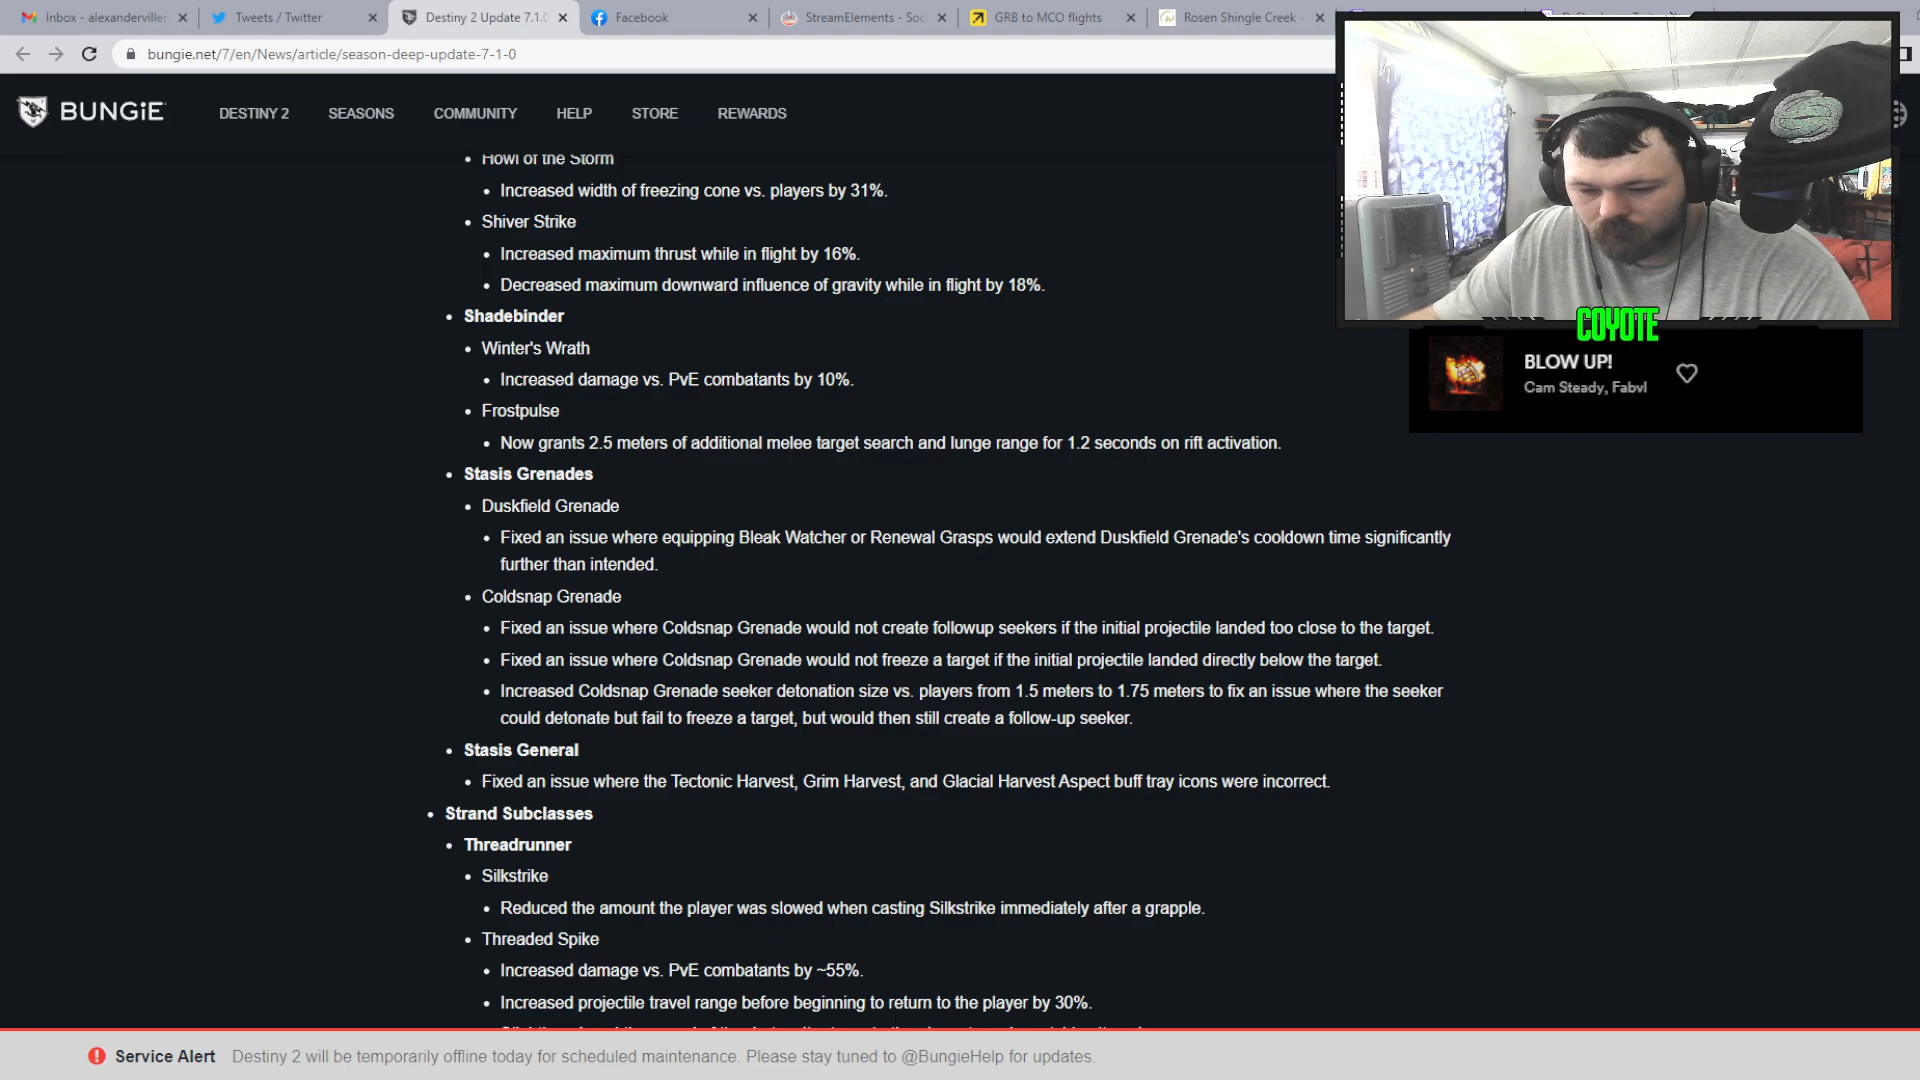 Inbox - alexanderviller
Tweets / Twitter
Destiny 2 Update 7.1.0
Facebook
StreamElements - Soc
GRB to MCO flights
Rosen Shingle Creek -
bungie.net/7/en/News/article/season-deep-update-7-1-0
BUNGiE
DESTINY 2
SEASONS
COMMUNITY
HELP
STORE
REWARDS
Howl of the Storm
Increased width of freezing cone vs. players by 31%.
Shiver Strike
Increased maximum thrust while in flight by 16%.
Decreased maximum downward influence of gravity while in flight by 18%.
Shadebinder
Winter's Wrath
Increased damage vs. PvE combatants by 10%.
Frostpulse
Now grants 2.5 meters of additional melee target search and lunge range for 1.2 seconds on rift activation.
Stasis Grenades
Duskfield Grenade
Fixed an issue where equipping Bleak Watcher or Renewal Grasps would extend Duskfield Grenade's cooldown time significantly
further than intended.
Coldsnap Grenade
Fixed an issue where Coldsnap Grenade would not create followup seekers if the initial projectile landed too close to the target.
Fixed an issue where Coldsnap Grenade would not freeze a target if the initial projectile landed directly below the target.
Increased Coldsnap Grenade seeker detonation size vs. players from 1.5 meters to 1.75 meters to fix an issue where the seeker
could detonate but fail to freeze a target, but would then still create a follow-up seeker.
Stasis General
Fixed an issue where the Tectonic Harvest, Grim Harvest, and Glacial Harvest Aspect buff tray icons were incorrect.
Strand Subclasses
Threadrunner
Silkstrike
Reduced the amount the player was slowed when casting Silkstrike immediately after a grapple.
Threaded Spike
Increased damage vs. PvE combatants by ~55%.
Increased projectile travel range before beginning to return to the player by 30%.
COYOTE
BLOW UP!
Cam Steady, Fabvl
Service Alert
Destiny 2 will be temporarily offline today for scheduled maintenance. Please stay tuned to @BungieHelp for updates.